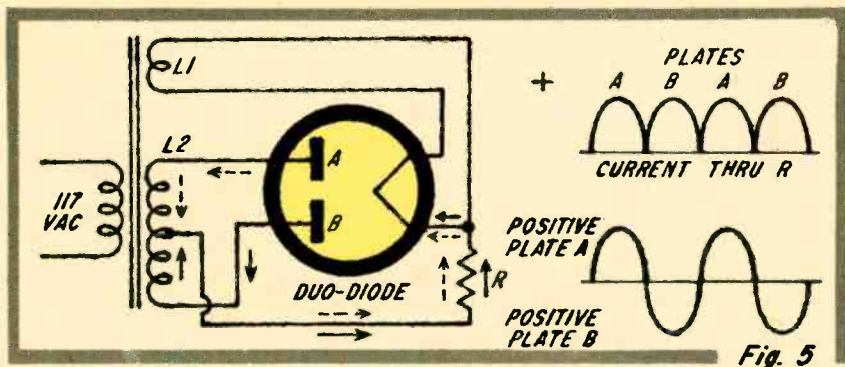 L1
L2
117
VAC
A
B
DUO-DIODE
R
+
PLATES
A B A B
CURRENT THRU R
POSITIVE
PLATE A
POSITIVE
PLATE B
Fig. 5